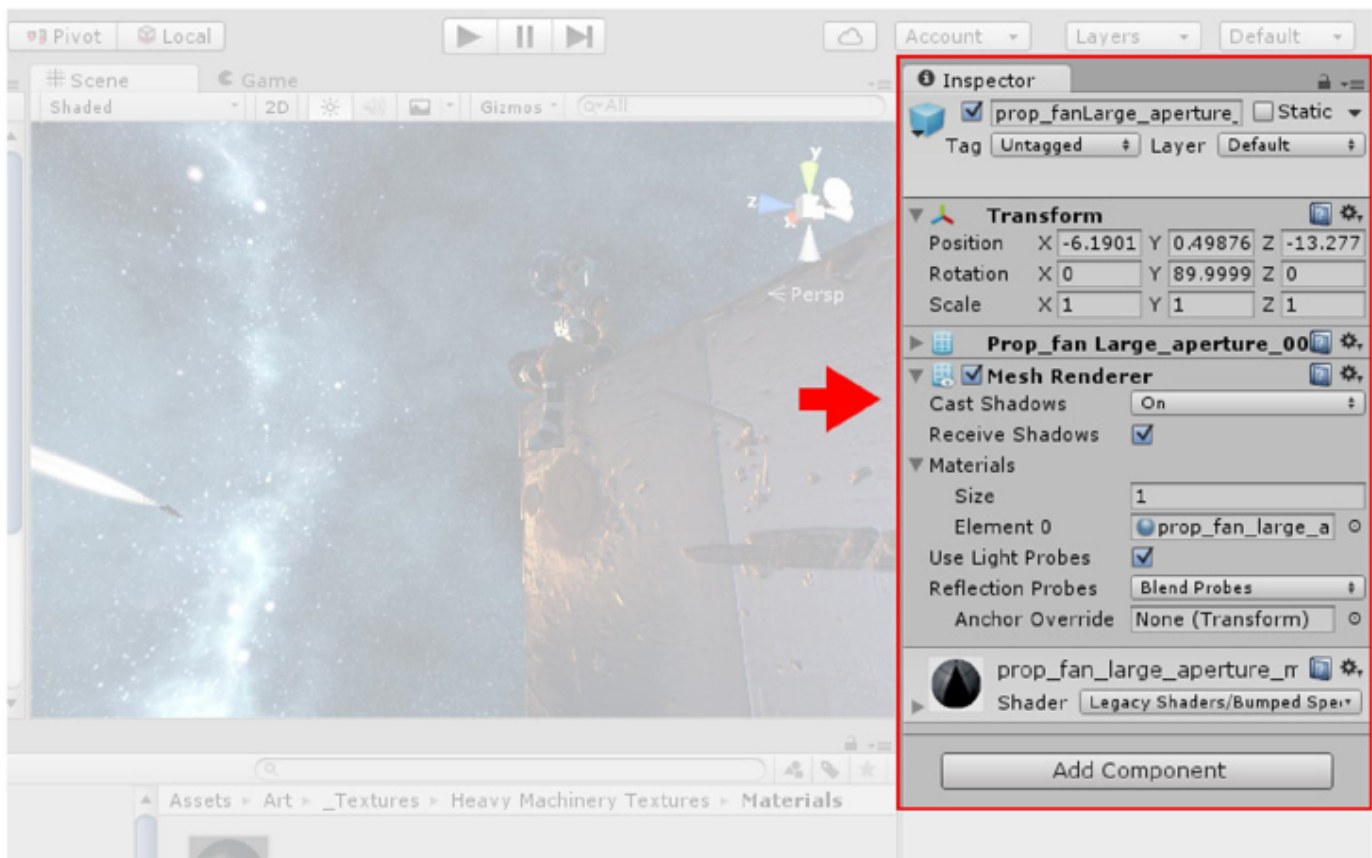 Pivot Local Account Layers Default
Scene Game
Shaded 2D Gizmos All
y
z
x
Persp
Inspector
prop_fanLarge_aperture_ Static
Tag Untagged Layer Default
Transform
Position X -6.1901 Y 0.49876 Z -13.277
Rotation X 0 Y 89.9999 Z 0
Scale X 1 Y 1 Z 1
Prop_fan Large_aperture_00
Mesh Renderer
Cast Shadows On
Receive Shadows
Materials
Size 1
Element 0 prop_fan_large_a
Use Light Probes
Reflection Probes Blend Probes
Anchor Override None (Transform)
prop_fan_large_aperture_m
Shader Legacy Shaders/Bumped Spe
Add Component
Assets ▸ Art ▸ _Textures ▸ Heavy Machinery Textures ▸ Materials